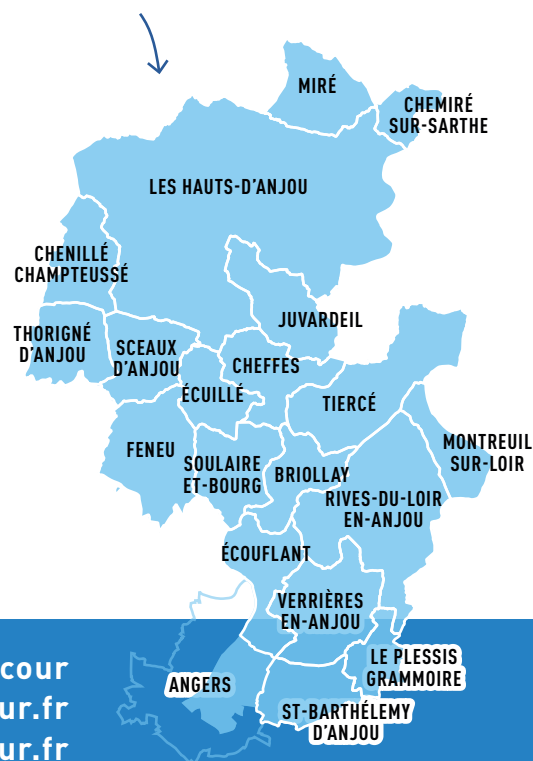 MIRÉ
CHEMIRÉ
SUR-SARTHE
LES HAUTS-D'ANJOU
CHENILLÉ
CHAMPTEUSSÉ
JUVARDEIL
THORIGNÉ
D'ANJOU
SCEAUX
D'ANJOU
CHEFFES
ÉCUILLÉ
TIERCÉ
FENEU
MONTREUIL
SUR-LOIR
SOULAIRE
ET-BOURG
BRIOLLAY
RIVES-DU-LOIR
EN-ANJOU
ÉCOUFLANT
VERRIÈRES
EN-ANJOU
LE PLESSIS
GRAMMOIRE
ANGERS
ST-BARTHÉLEMY
D'ANJOU
cour
ur.fr
ur.fr